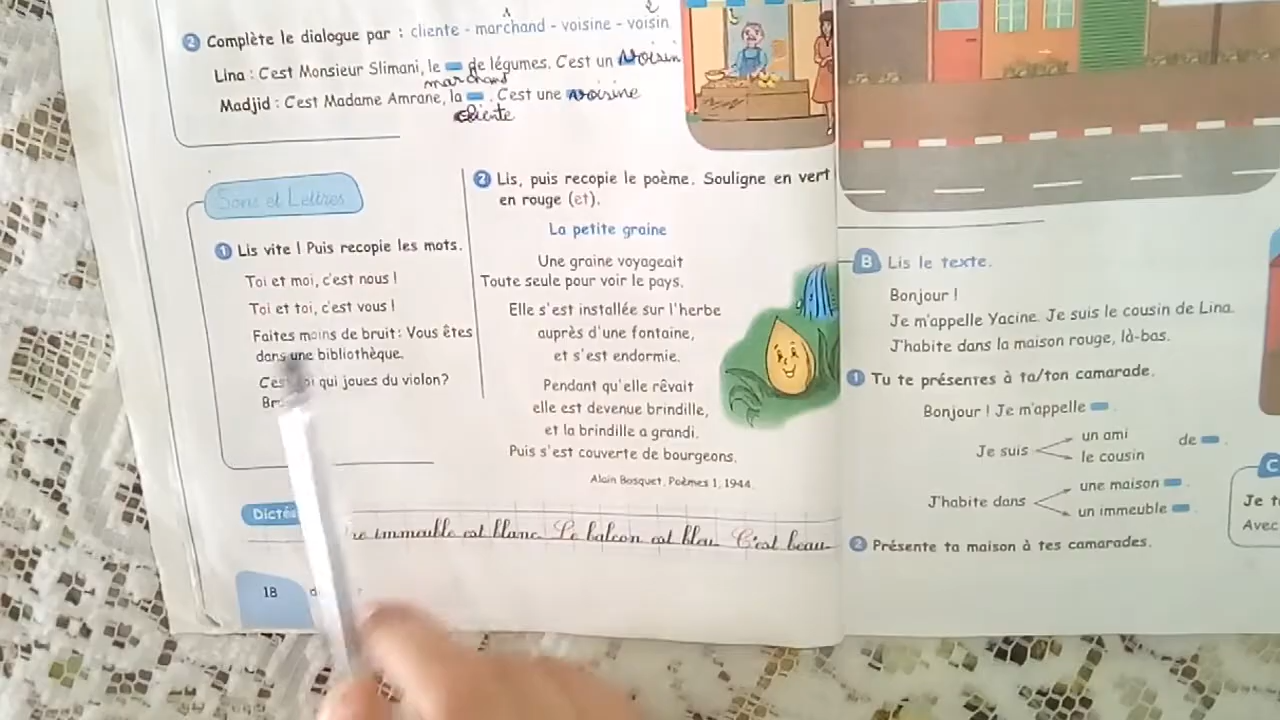 2 Complète le dialogue par : cliente - marchand - voisine - voisin
Lina : C'est Monsieur Slimani, le de légumes. C'est un voisin
marchand
Madjid : C'est Madame Amrane, la . C'est une voisine
cliente
Sons et Lettres
1 Lis vite ! Puis recopie les mots.
Toi et moi, c'est nous !
Toi et toi, c'est vous !
Faites moins de bruit : Vous êtes
dans une bibliothèque.
qui joues du violon?
2 Lis, puis recopie le poème. Souligne en vert
en rouge (et).
La petite graine
Une graine voyageait
Toute seule pour voir le pays.
Elle s'est installée sur l'herbe
auprès d'une fontaine,
et s'est endormie.
Pendant qu'elle rêvait
elle est devenue brindille,
et la brindille a grandi.
Puis s'est couverte de bourgeons.
Alain Bosquet, Poèmes 1, 1944.
Dictée
immeuble est blanc. Le balcon est bleu. C'est beau
18
B Lis le texte.
Bonjour !
Je m'appelle Yacine. Je suis le cousin de Lina.
J'habite dans la maison rouge, là-bas.
1 Tu te présentes à ta/ton camarade.
Bonjour ! Je m'appelle .
Je suis
un ami
le cousin
de .
J'habite dans
une maison .
un immeuble .
2 Présente ta maison à tes camarades.
C
Je
Avec